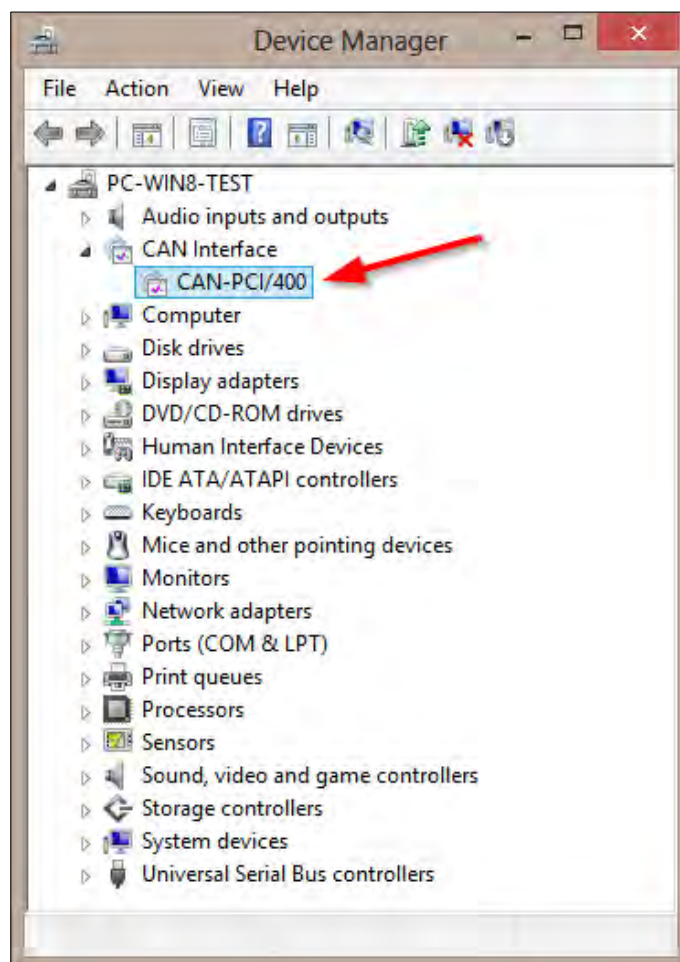 Device Manager
File Action View Help
PC-WIN8-TEST
Audio inputs and outputs
CAN Interface
CAN-PCI/400
Computer
Disk drives
Display adapters
DVD/CD-ROM drives
Human Interface Devices
IDE ATA/ATAPI controllers
Keyboards
Mice and other pointing devices
Monitors
Network adapters
Ports (COM & LPT)
Print queues
Processors
Sensors
Sound, video and game controllers
Storage controllers
System devices
Universal Serial Bus controllers